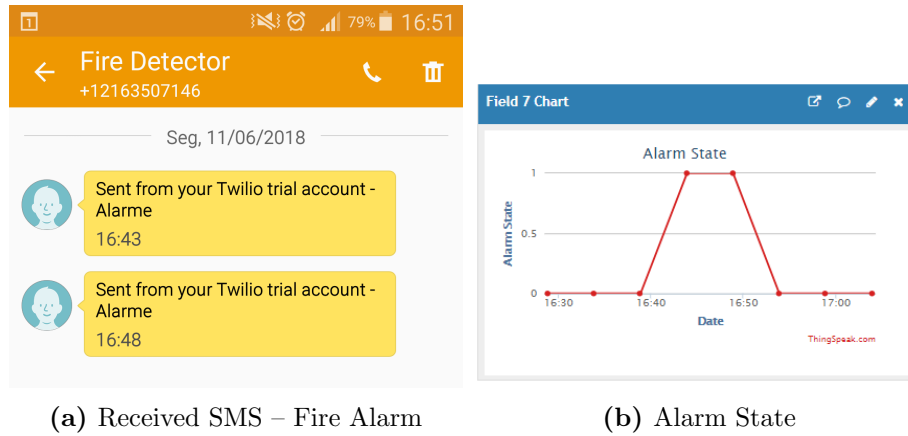 1
79%
16:51
Fire Detector
+12163507146
Seg, 11/06/2018
Sent from your Twilio trial account -
Alarme
16:43
Sent from your Twilio trial account -
Alarme
16:48
(a) Received SMS – Fire Alarm
Field 7 Chart
Alarm State
1
0.5
0
Alarm State
16:30
16:40
16:50
17:00
Date
ThingSpeak.com
(b) Alarm State